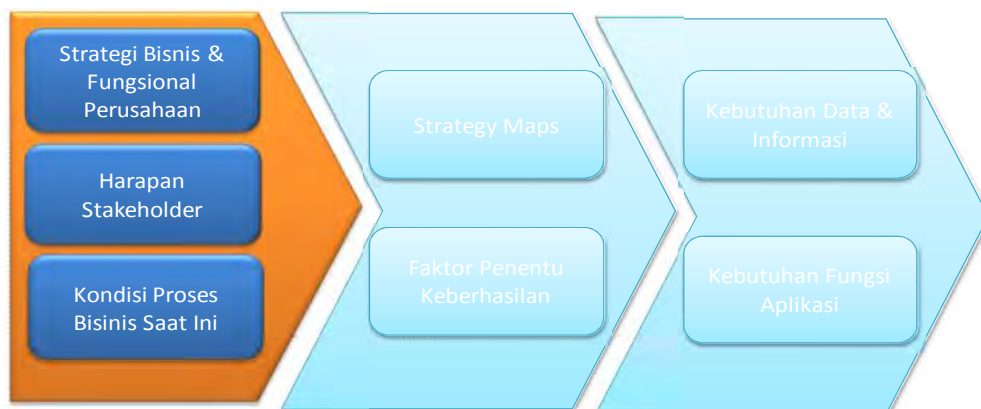 Strategi Bisnis &
Fungsional
Perusahaan
Harapan
Stakeholder
Kondisi Proses
Bisinis Saat Ini
Strategy Maps
Faktor Penentu
Keberhasilan
Kebutuhan Data &
Informasi
Kebutuhan Fungsi
Aplikasi